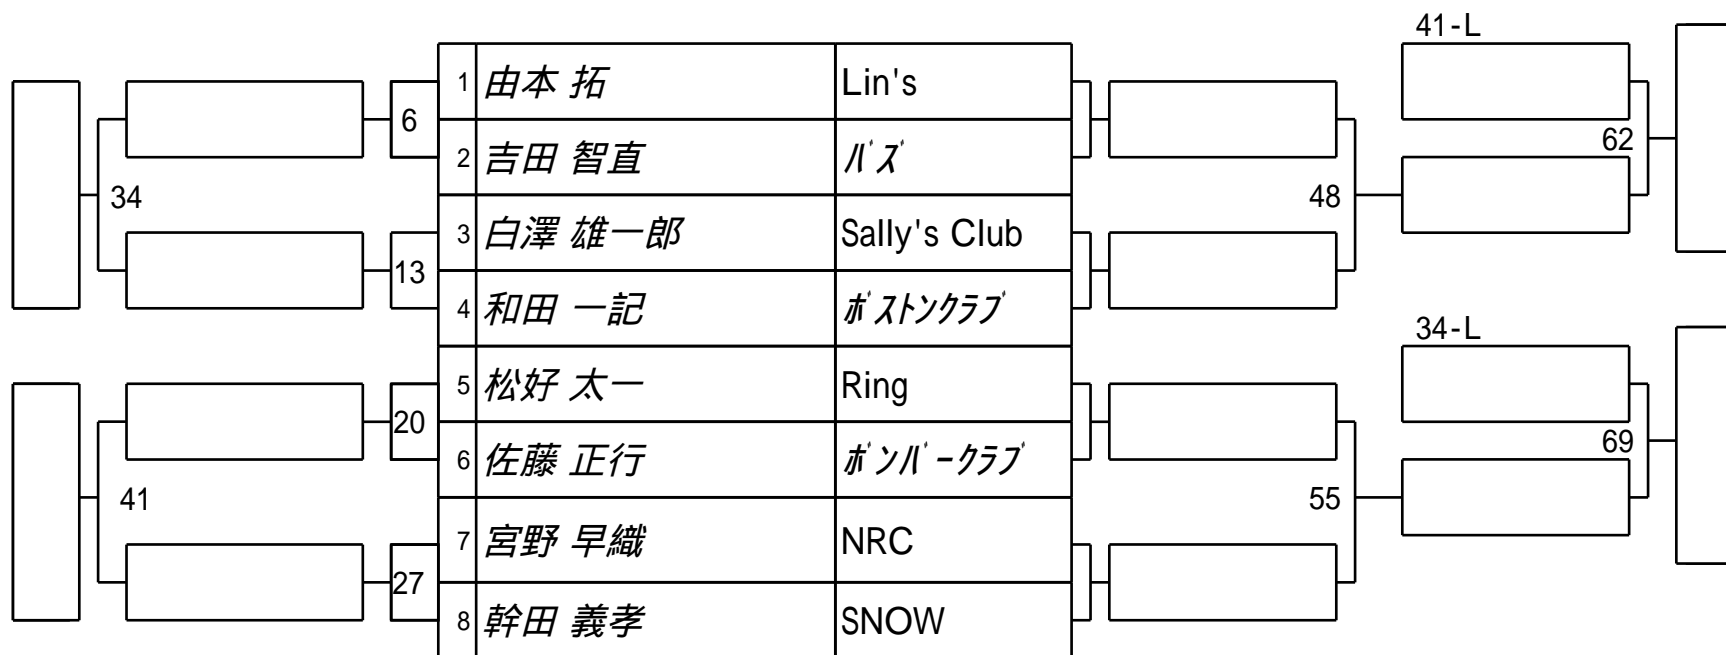 41-L
1 由本 拓 Lin's
6
62
2 吉田 智直 ﾊﾞｽﾞ
34
48
3 白澤 雄一郎 Sally's Club
13
4 和田 一記 ﾎﾞｽﾄﾝｸﾗﾌﾞ
34-L
5 松好 太一 Ring
20
69
6 佐藤 正行 ﾎﾞﾝﾊﾞｰｸﾗﾌﾞ
41
55
7 宮野 早織 NRC
27
8 幹田 義孝 SNOW